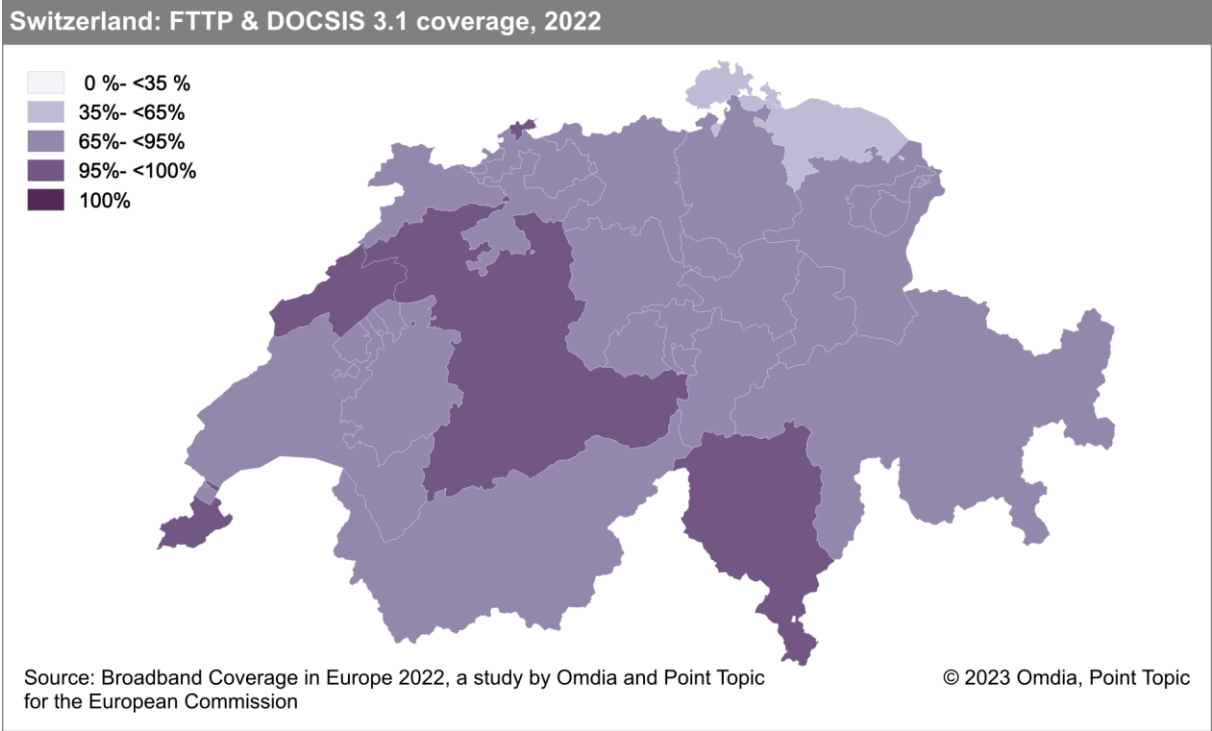 Switzerland: FTTP & DOCSIS 3.1 coverage, 2022
0 %- <35 %
35%- <65%
65%- <95%
95%- <100%
100%
Source: Broadband Coverage in Europe 2022, a study by Omdia and Point Topic
for the European Commission
© 2023 Omdia, Point Topic